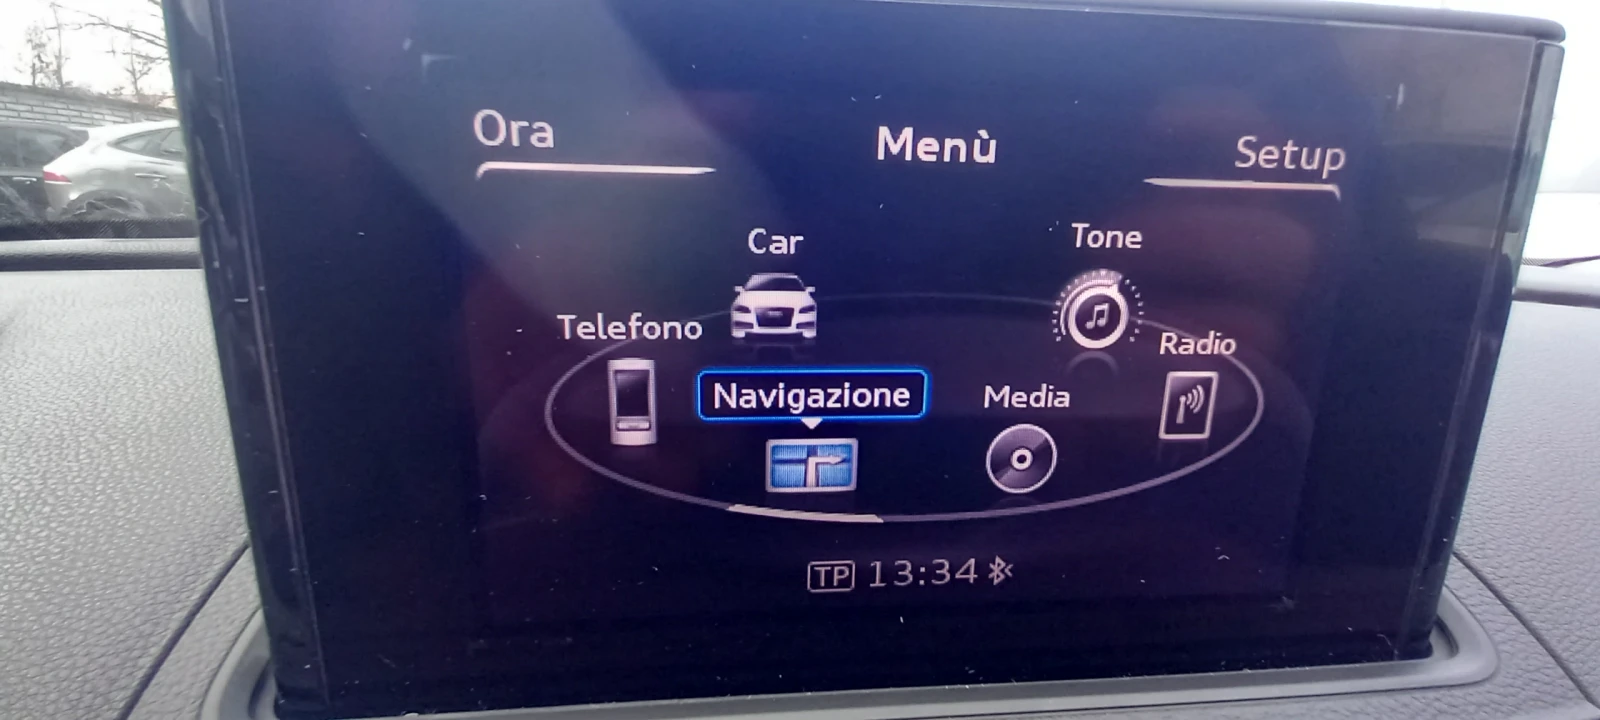 Ora
Menù
Setup
Car
Tone
Telefono
Radio
Navigazione
Media
TP 13:34